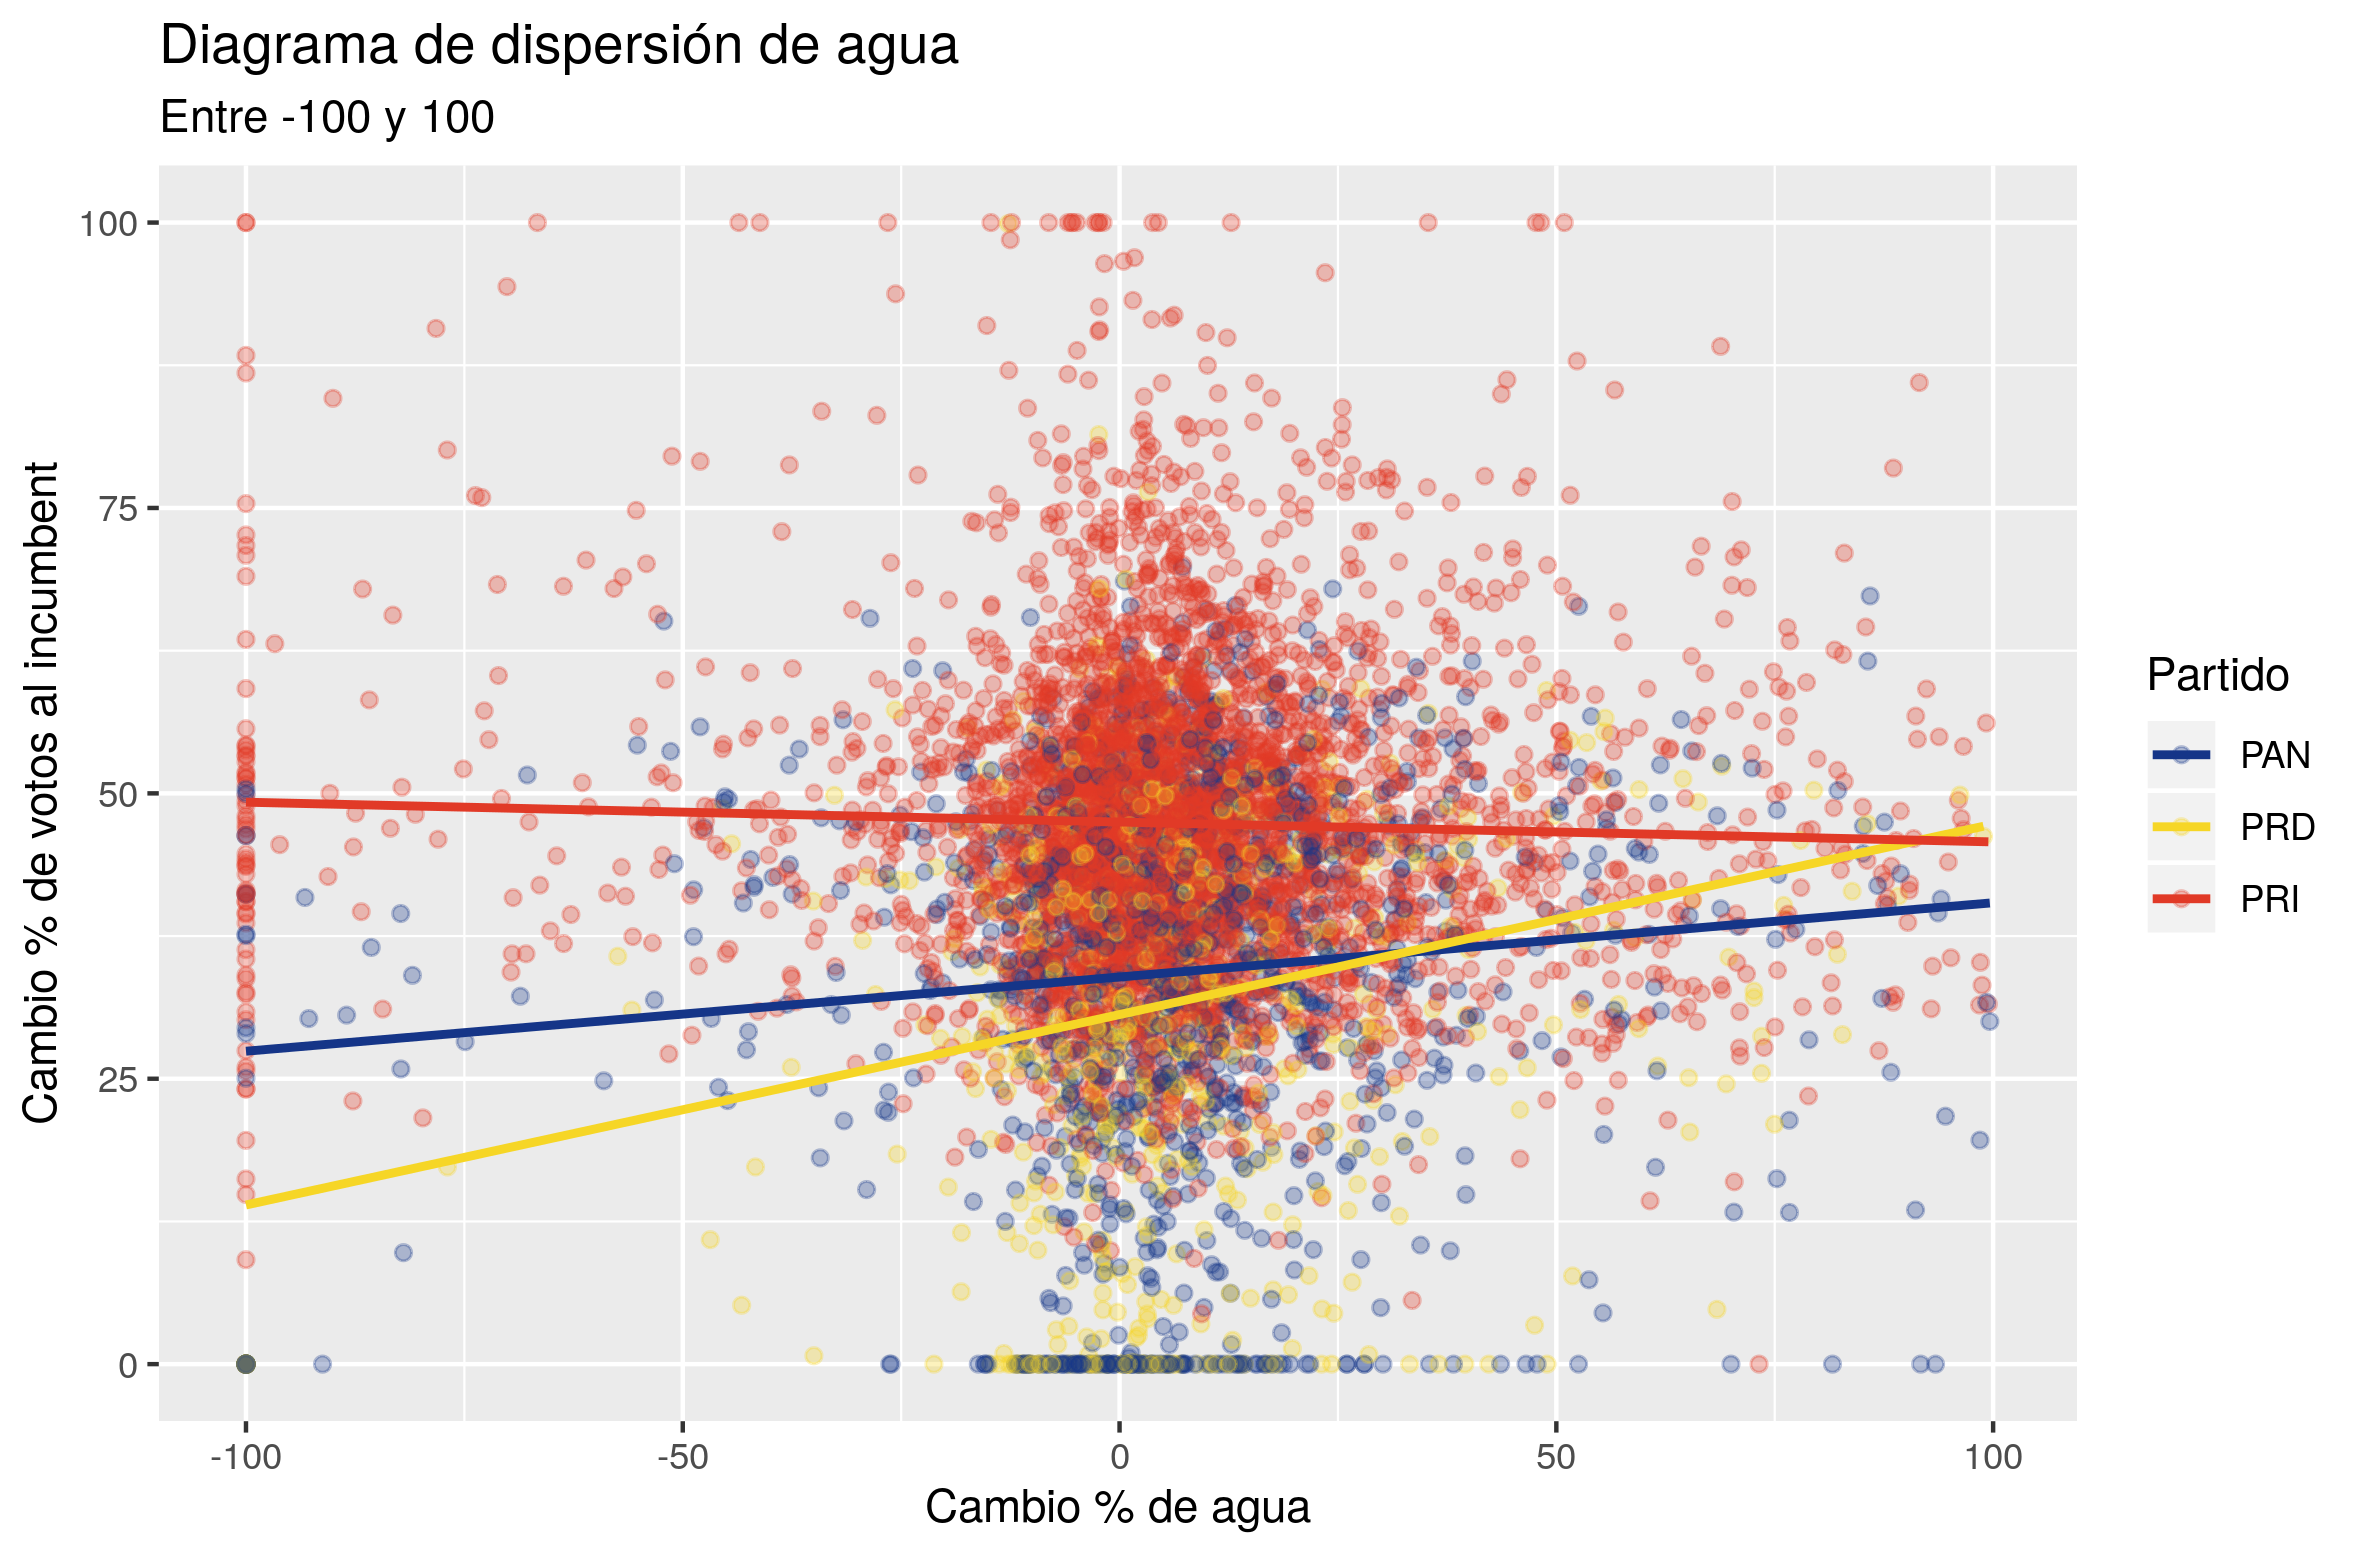 Diagrama de dispersión de agua
Entre -100 y 100
Cambio % de votos al incumbent
100
75
50
25
0
-100
-50
0
50
100
Cambio % de agua
Partido
PAN
PRD
PRI